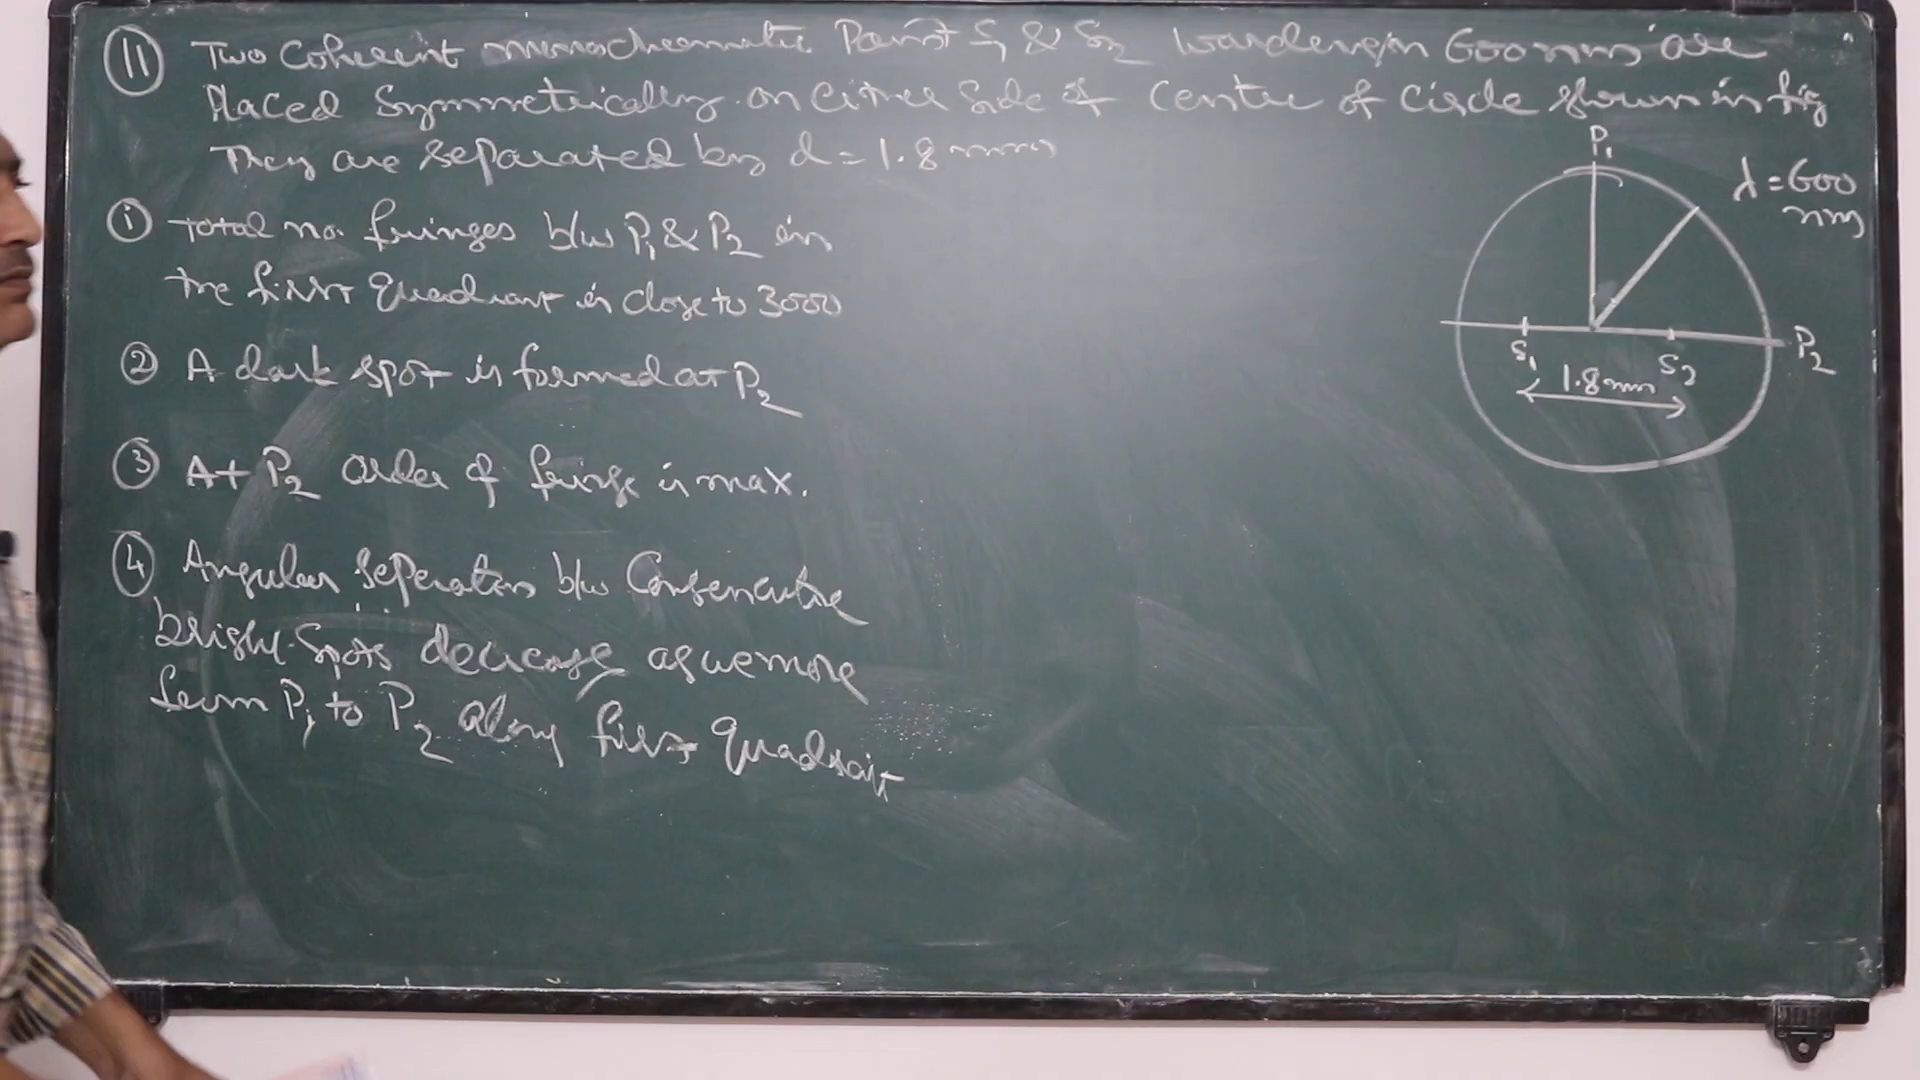 11 Two Coherent monochromatic Point S1 & S2 wavelength 600nm are
Placed Symmetrically on either Side of Centre of Circle shown in fig
They are separated by d = 1.8 mm
P1
λ = 600
nm
① total no. fringes b/w P1 & P2 in
the first quadrant is close to 3000
S1 S2 P2
1.8mm
② A dark spot is formed at P2
③ At P2 order of fringe is max.
④ Angular seperation b/w Consecutive
bright spots decrease as we move
from P1 to P2 along first quadrant